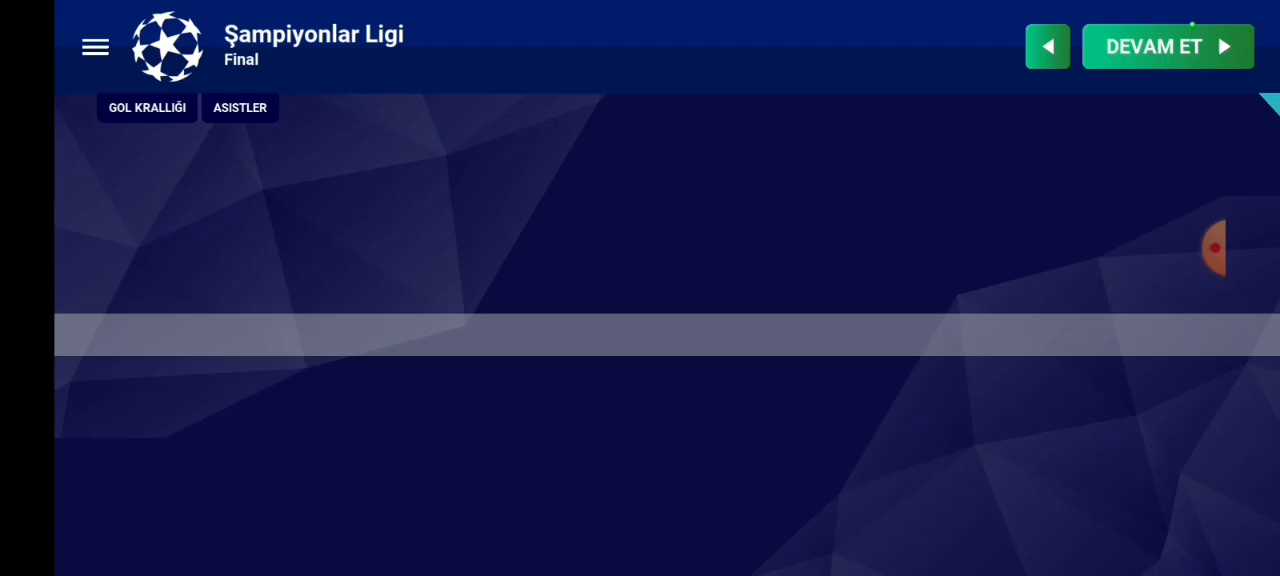 Şampiyonlar Ligi
Final
DEVAM ET
GOL KRALLIĞI
ASISTLER